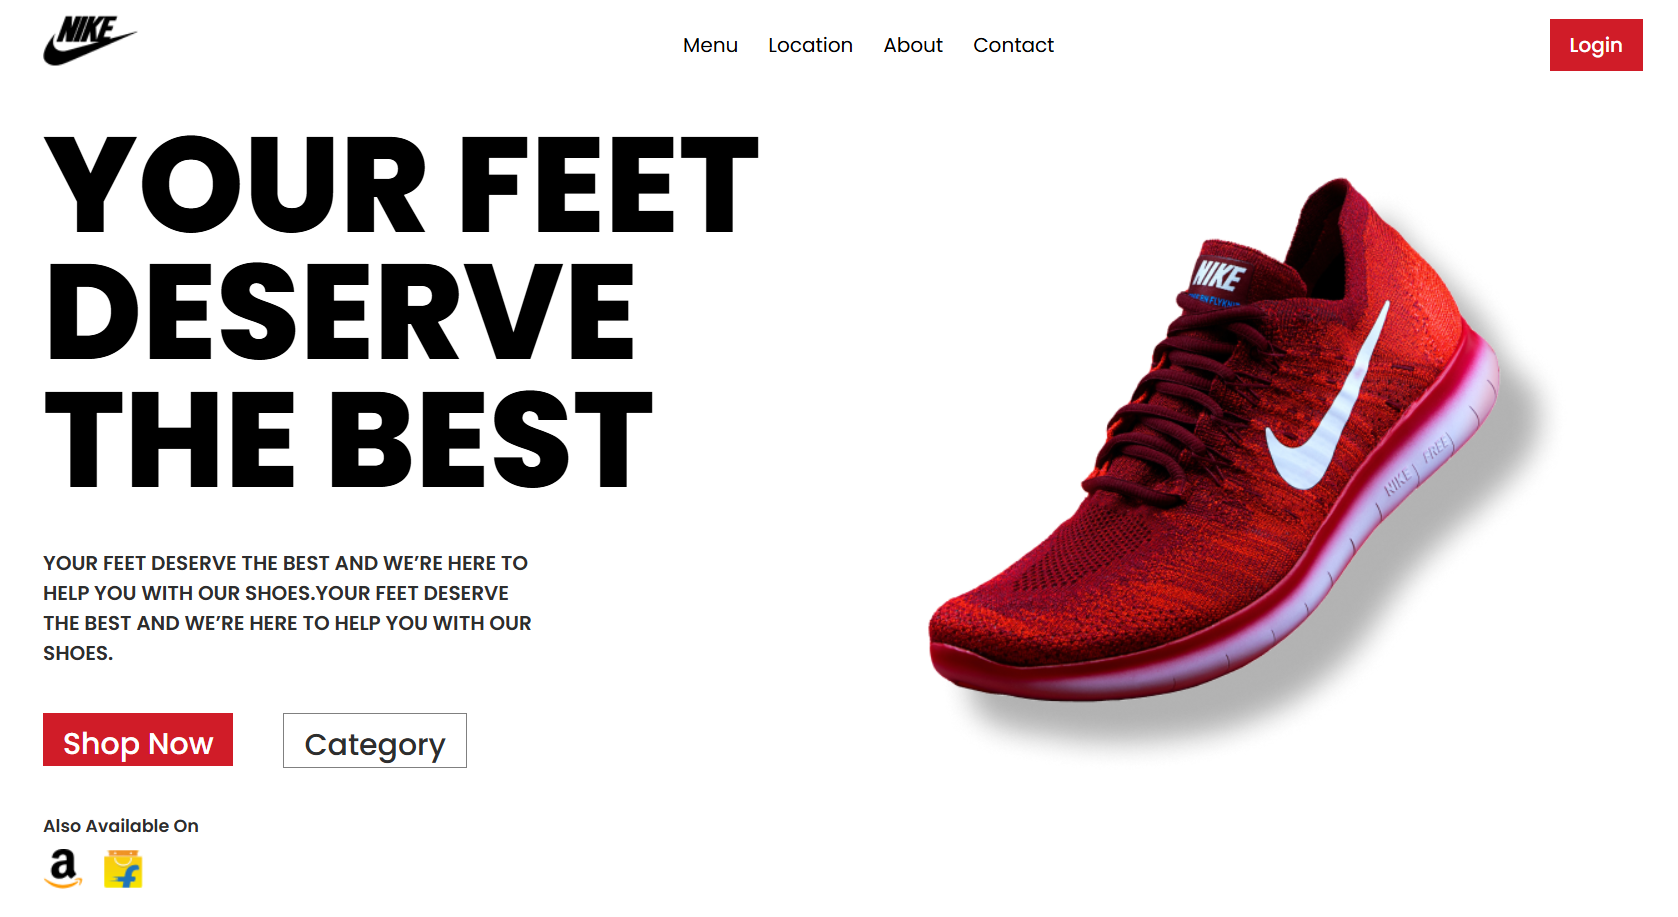 NIKE
Menu Location About Contact
Login
YOUR FEET
DESERVE
THE BEST
NIKE
NIKE FREE
YOUR FEET DESERVE THE BEST AND WE’RE HERE TO
HELP YOU WITH OUR SHOES.YOUR FEET DESERVE
THE BEST AND WE’RE HERE TO HELP YOU WITH OUR
SHOES.
Shop Now
Category
Also Available On
a
f